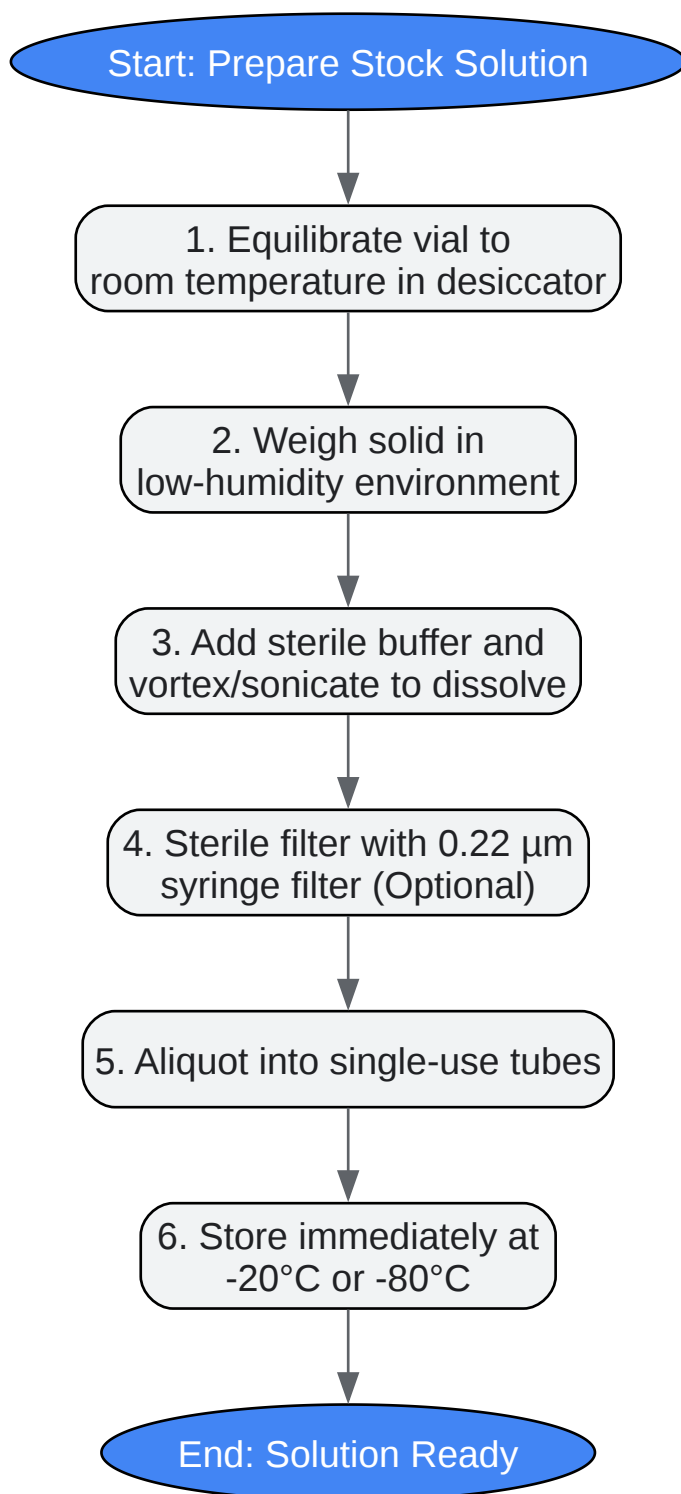 Start: Prepare Stock Solution
1. Equilibrate vial to
room temperature in desiccator
2. Weigh solid in
low-humidity environment
3. Add sterile buffer and
vortex/sonicate to dissolve
4. Sterile filter with 0.22 µm
syringe filter (Optional)
5. Aliquot into single-use tubes
6. Store immediately at
-20°C or -80°C
End: Solution Ready